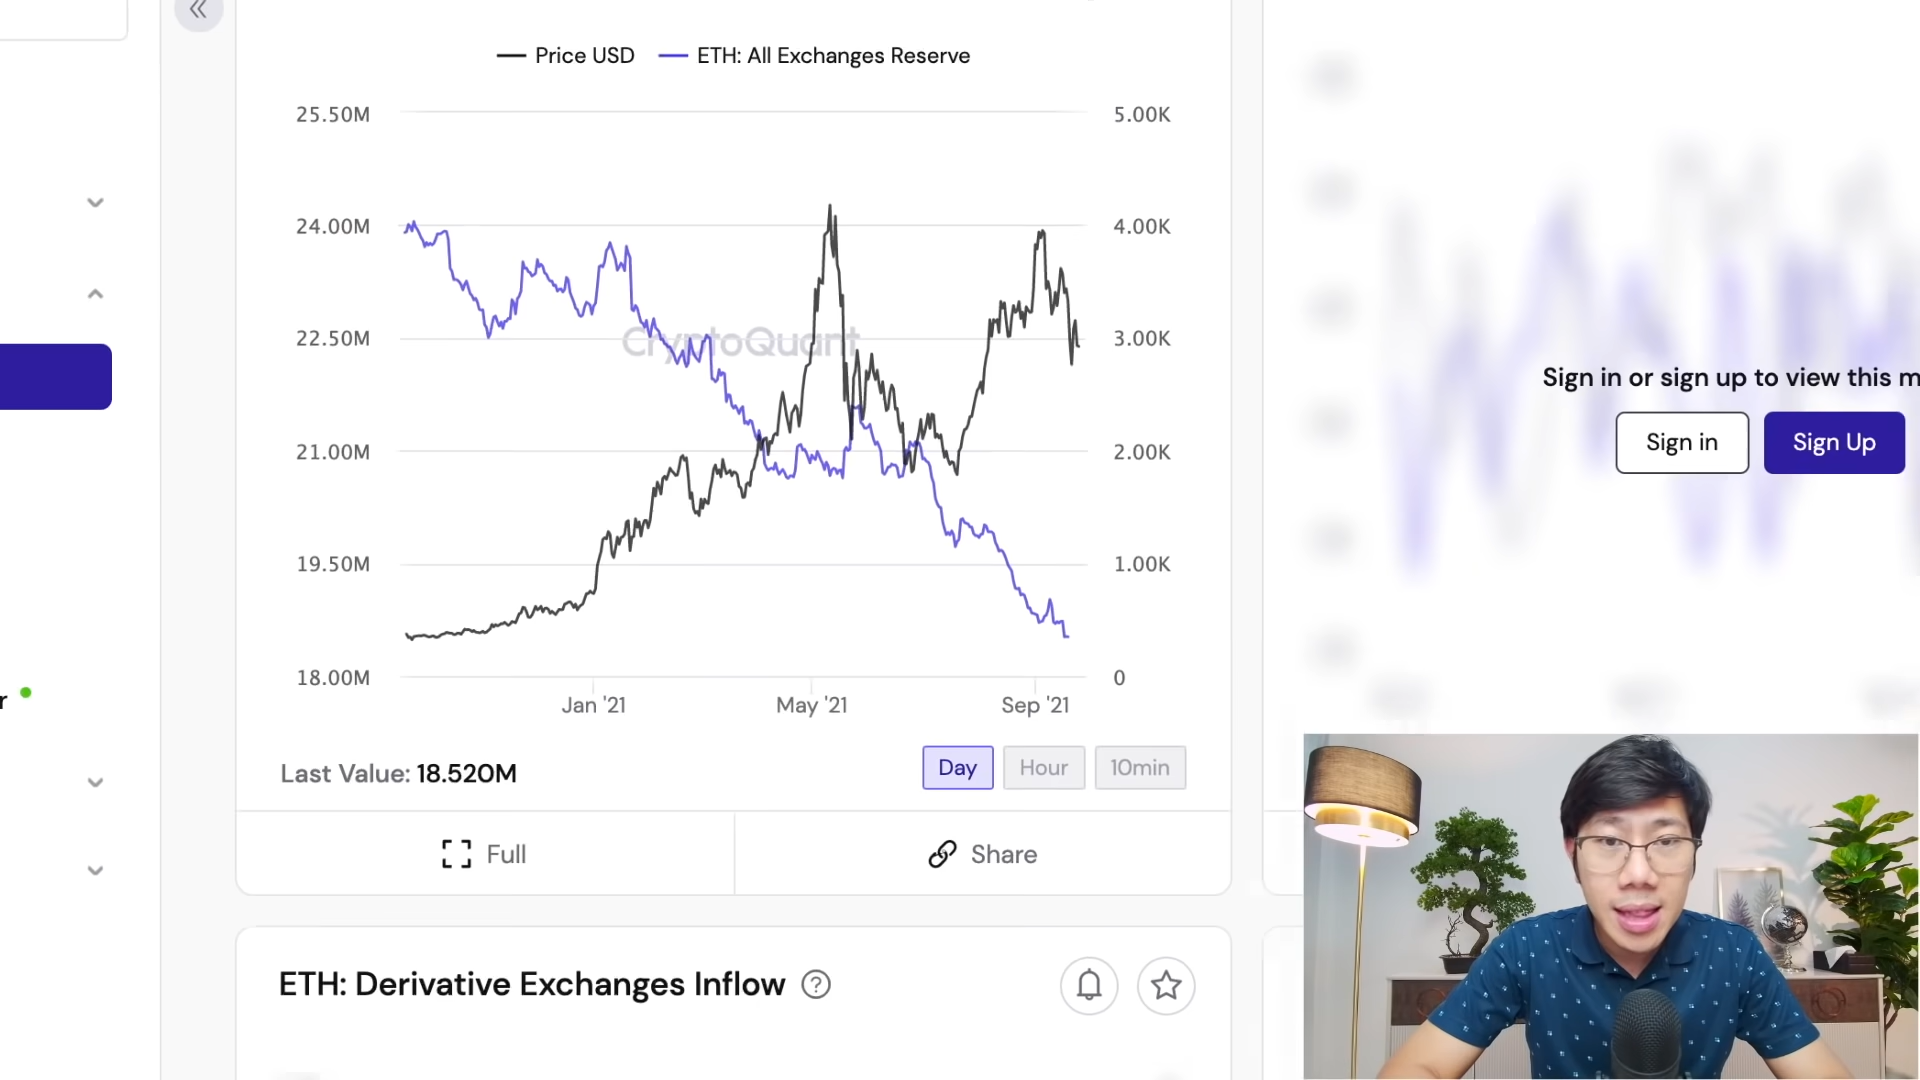 Price USD ETH: All Exchanges Reserve
25.50M 5.00K
24.00M 4.00K
22.50M 3.00K
CryptoQuant
21.00M 2.00K
19.50M 1.00K
18.00M 0
Jan '21 May '21 Sep '21
Last Value: 18.520M
Day Hour 10min
Full Share
ETH: Derivative Exchanges Inflow ?
Sign in or sign up to view this m
Sign in Sign Up
r